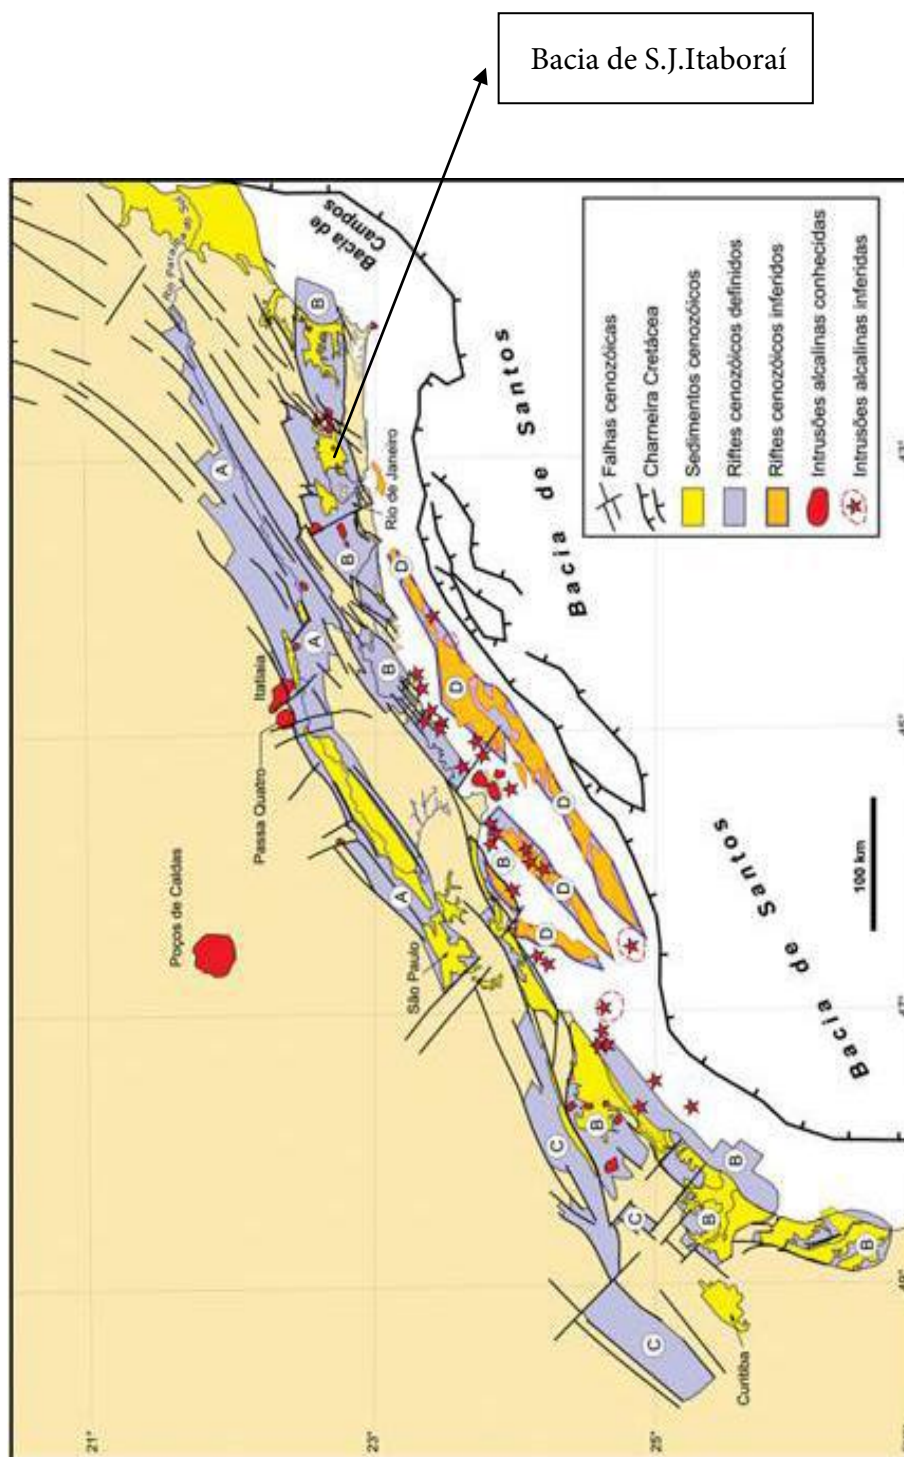 Bacia de S.J.Itaboraí
Bacia de
Campos
B
A
Rio de Janeiro
Bacia de Santos
Falhas cenozóicas
Charneira Cretácea
Sedimentos cenozóicos
Riftes cenozóicos definidos
Riftes cenozóicos inferidos
Intrusões alcalinas conhecidas
Intrusões alcalinas inferidas
B
D
A
B
D
Itatiaia
Passa Quatro
Poços de Caldas
A
São Paulo
B
D
D
D
Bacia de Santos
100 km
C
B
B
C
B
B
C
Curitiba
21°
23°
25°